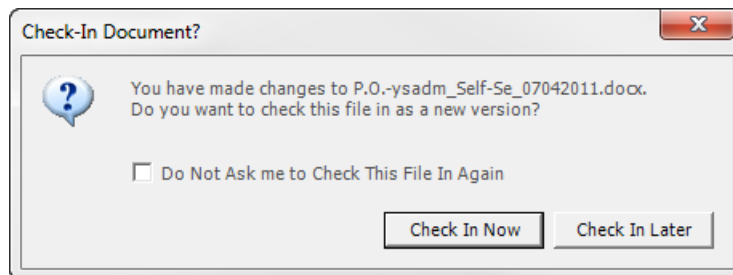 Check-In Document?
You have made changes to P.O.-ysadm_Self-Se_07042011.docx.
Do you want to check this file in as a new version?
Do Not Ask me to Check This File In Again
Check In Now
Check In Later